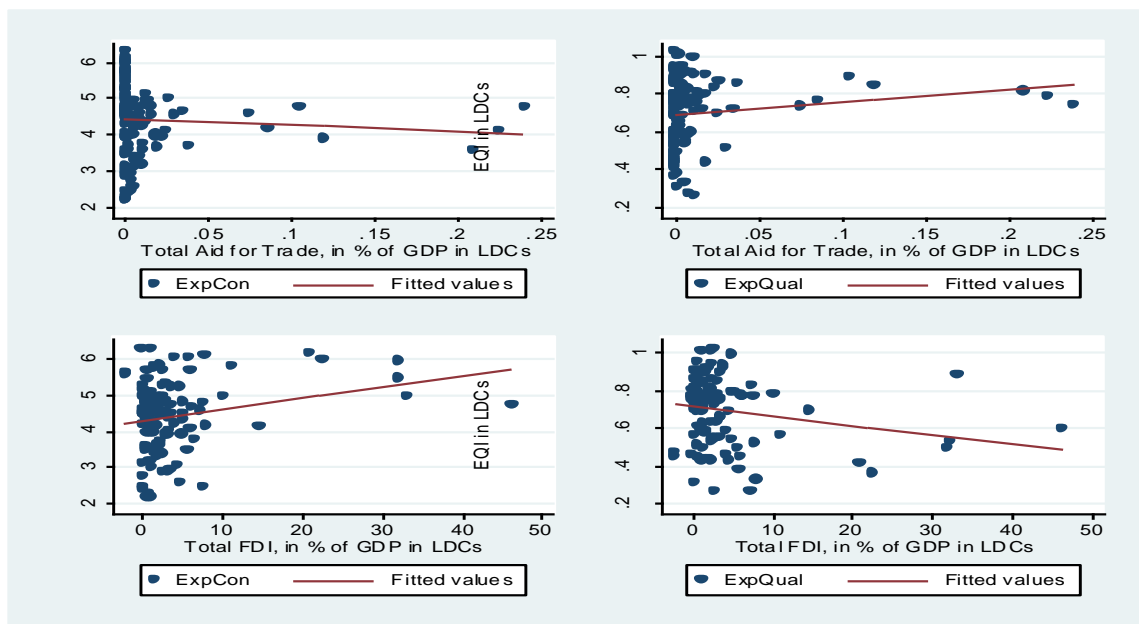 6
5
4
3
2
EQI in LDCs
0 .05 .1 .15 .2 .25
Total Aid for Trade, in % of GDP in LDCs
ExpCon Fitted values
1
.8
.6
.4
.2
0 .05 .1 .15 .2 .25
Total Aid for Trade, in % of GDP in LDCs
ExpQual Fitted values
6
5
4
3
2
EQI in LDCs
0 10 20 30 40 50
Total FDI, in % of GDP in LDCs
ExpCon Fitted values
1
.8
.6
.4
.2
0 10 20 30 40 50
Total FDI, in % of GDP in LDCs
ExpQual Fitted values